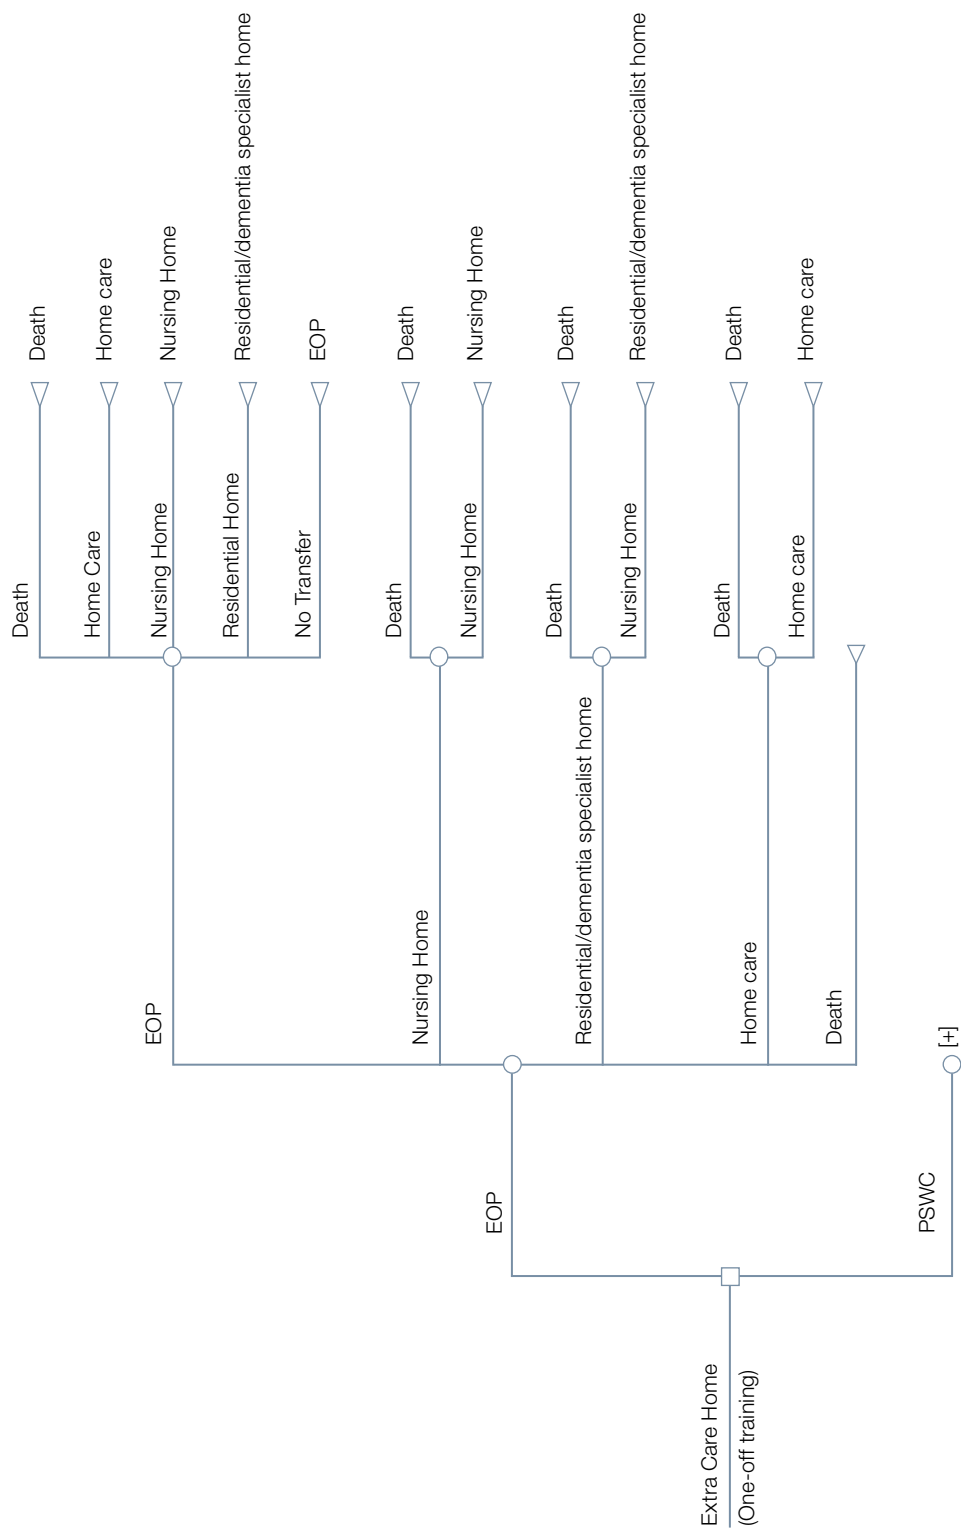 Extra Care Home
(One-off training)
EOP
PSWC
[+]
EOP
Nursing Home
Residential/dementia specialist home
Home care
Death
Death
Home Care
Nursing Home
Residential Home
No Transfer
Death
Nursing Home
Death
Nursing Home
Death
Home care
Death
Home care
Nursing Home
Residential/dementia specialist home
EOP
Death
Nursing Home
Death
Residential/dementia specialist home
Death
Home care